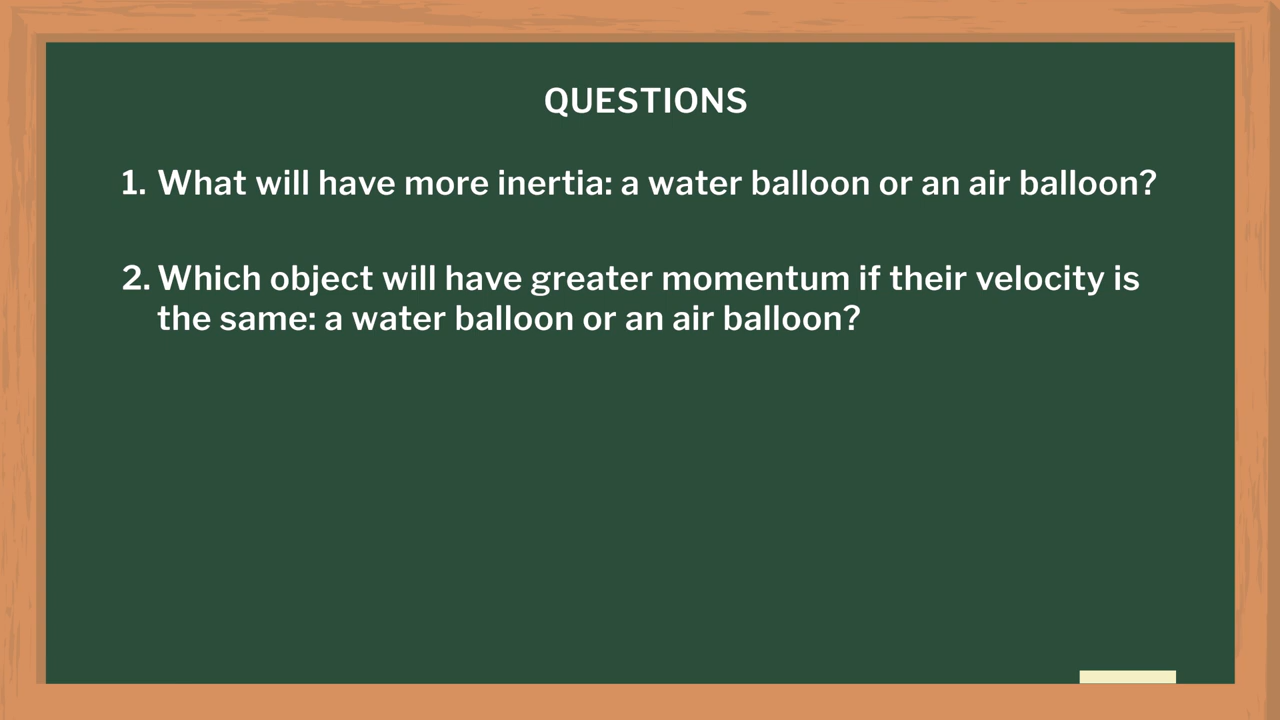 QUESTIONS
1. What will have more inertia: a water balloon or an air balloon?
2. Which object will have greater momentum if their velocity is
the same: a water balloon or an air balloon?